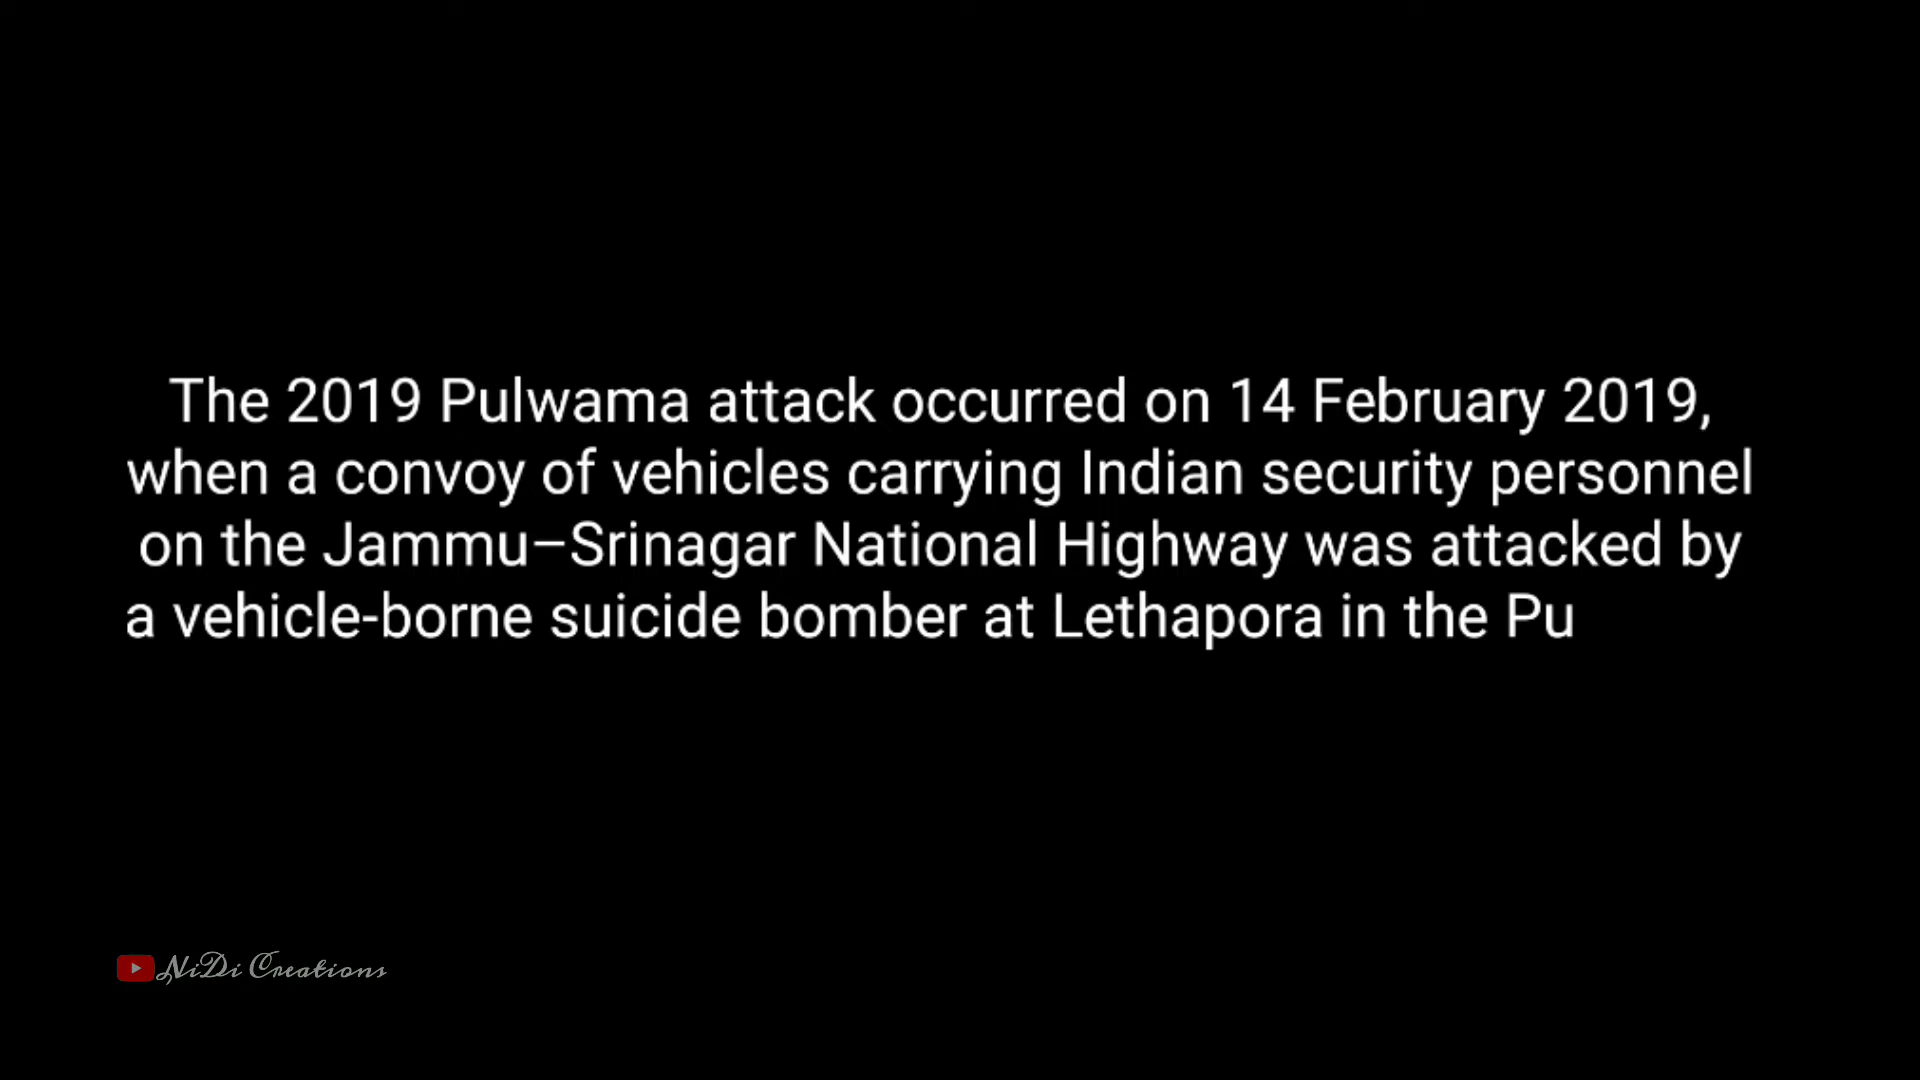 The 2019 Pulwama attack occurred on 14 February 2019,
when a convoy of vehicles carrying Indian security personnel
on the Jammu–Srinagar National Highway was attacked by
a vehicle-borne suicide bomber at Lethapora in the Pu
NiDi Creations